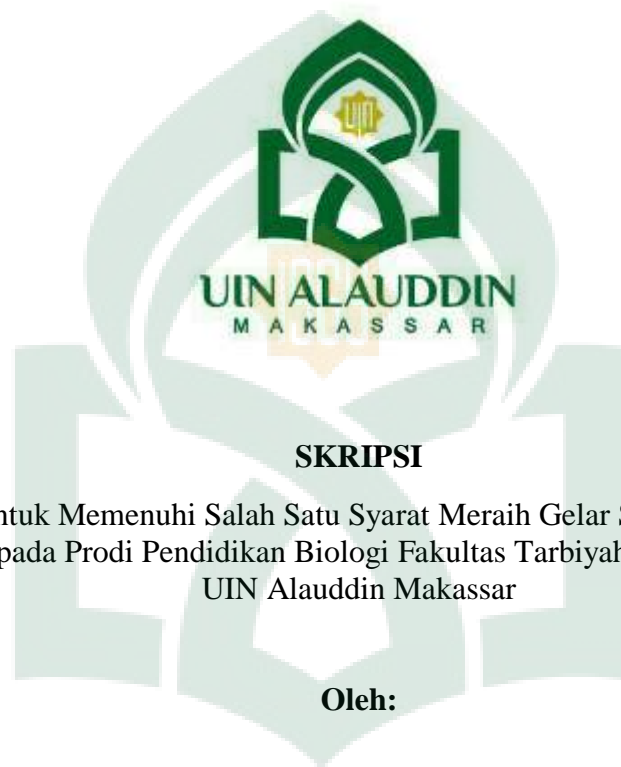 UIN
UIN ALAUDDIN
MAKASSAR
SKRIPSI
ntuk Memenuhi Salah Satu Syarat Meraih Gelar S
pada Prodi Pendidikan Biologi Fakultas Tarbiyah
UIN Alauddin Makassar
Oleh: